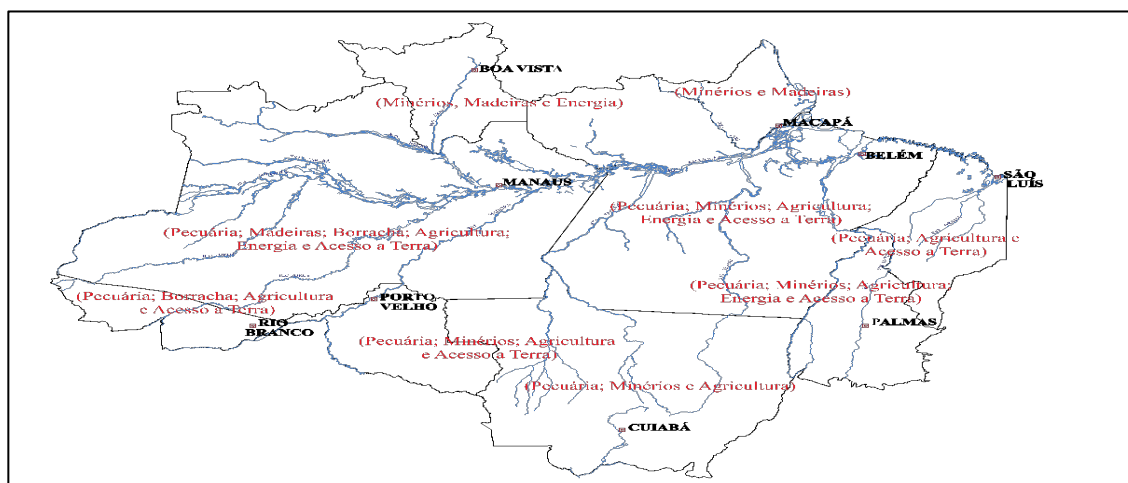 BOA VISTA
(Minérios, Madeiras e Energia)
(Minérios e Madeiras)
MACAPÁ
BELÉM
SÃO
LUÍS
MANAUS
(Pecuária; Minérios; Agricultura;
Energia e Acesso a Terra)
(Pecuária; Madeiras; Borracha; Agricultura;
Energia e Acesso a Terra)
(Pecuária; Agricultura e
Acesso a Terra)
(Pecuária; Minérios; Agricultura;
Energia e Acesso a Terra)
(Pecuária; Borracha; Agricultura
e Acesso a Terra)
PORTO
VELHO
RIO
BRANCO
PALMAS
(Pecuária; Minérios; Agricultura
e Acesso a Terra)
(Pecuária; Minérios e Agricultura)
CUIABÁ